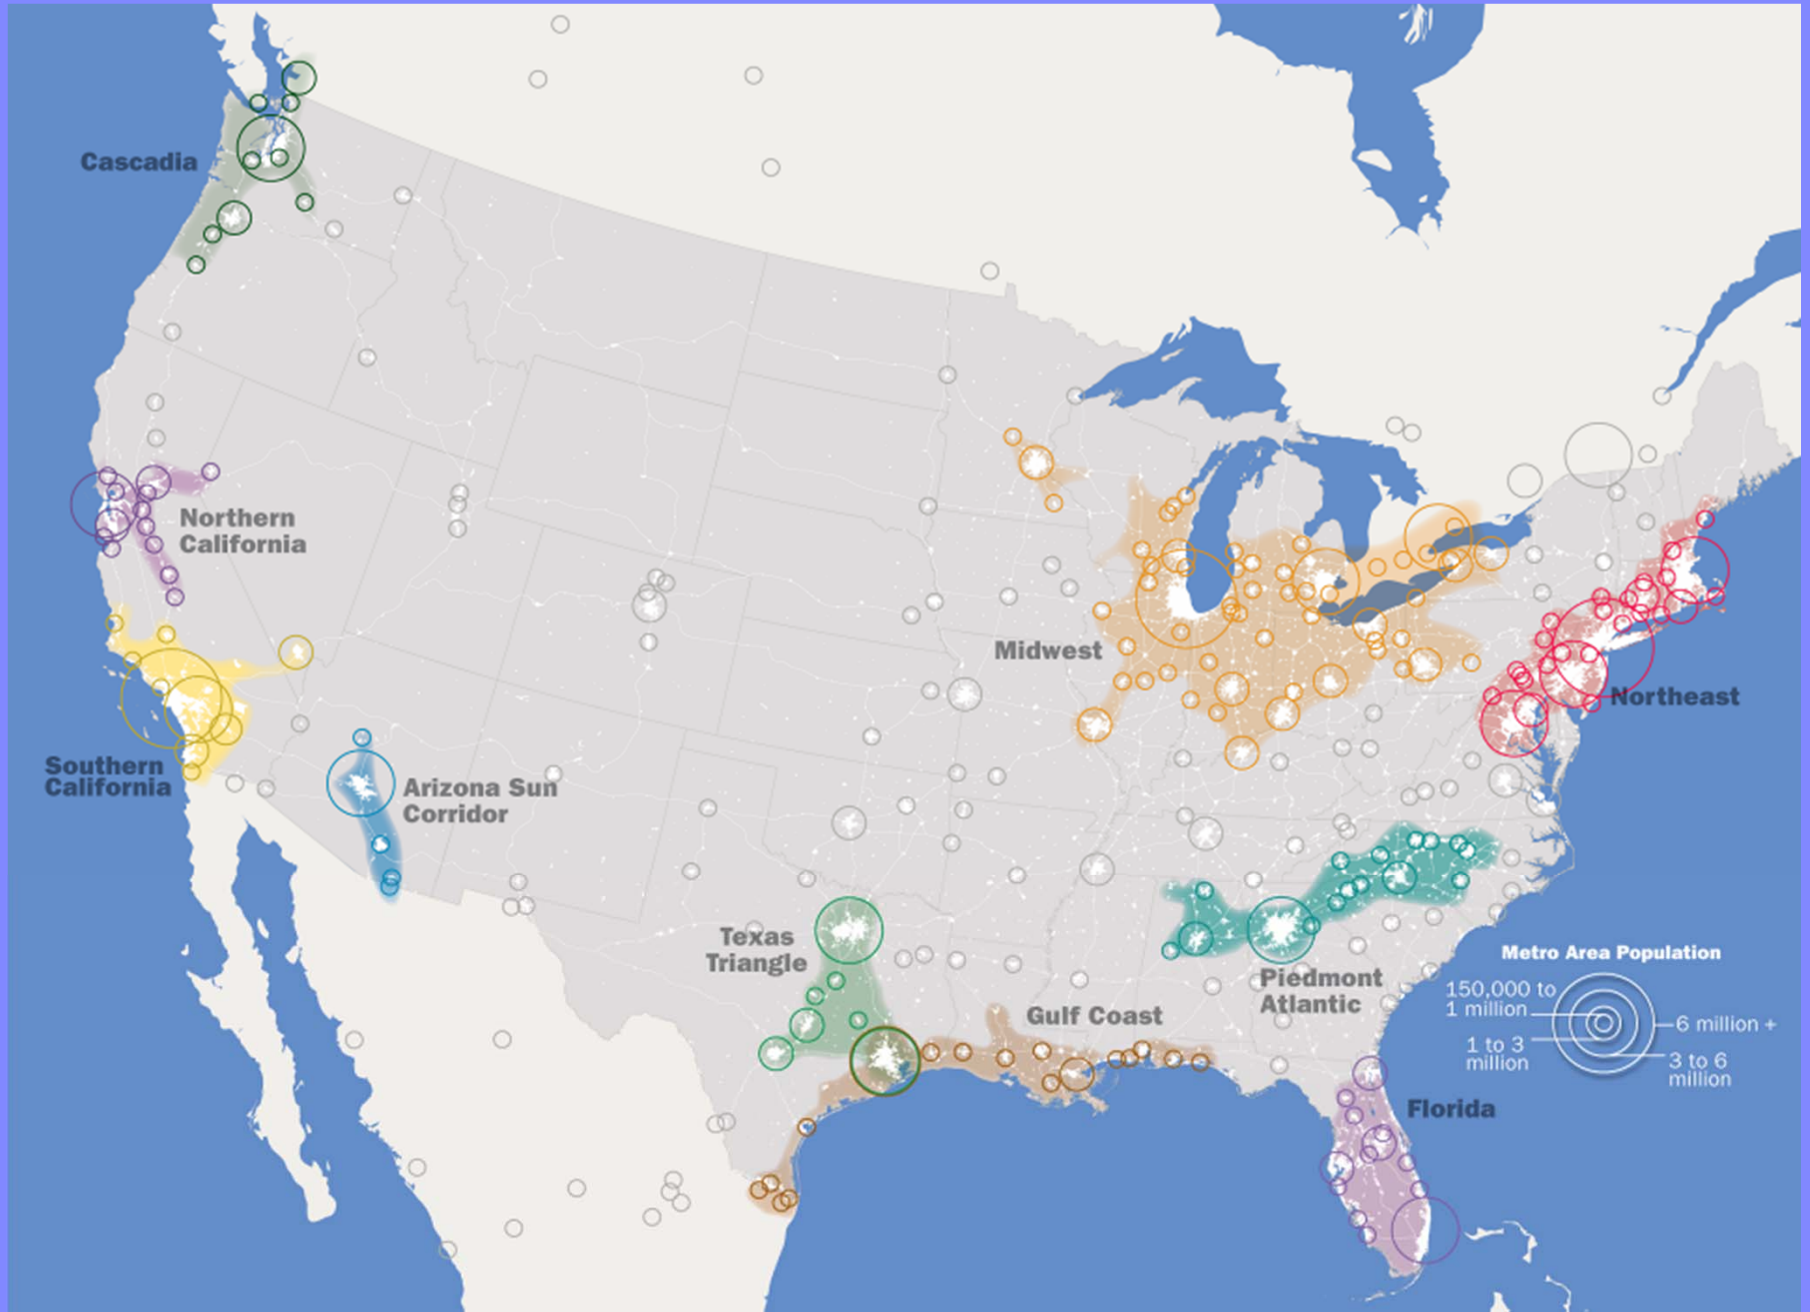 Cascadia
Northern
California
Midwest
Northeast
Southern
California
Arizona Sun
Corridor
Texas
Triangle
Piedmont
Atlantic
Gulf Coast
Metro Area Population
150,000 to
1 million
6 million +
1 to 3
million
3 to 6
million
Florida